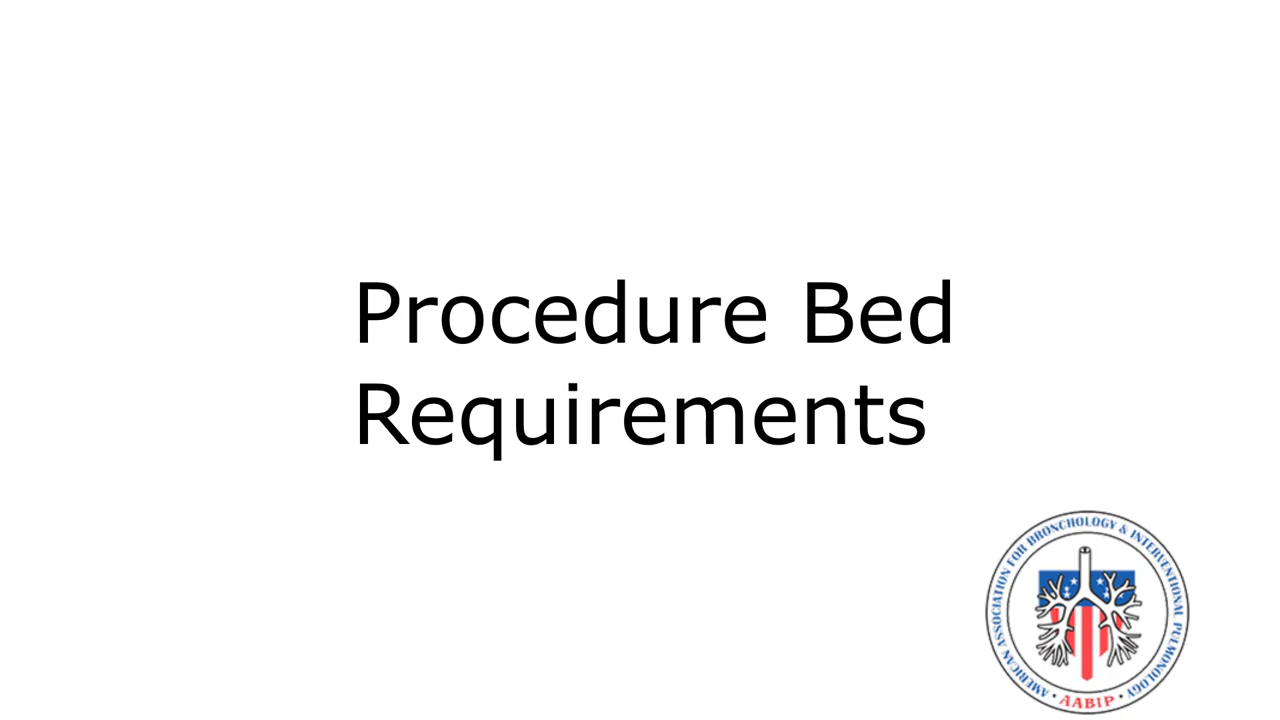 Procedure Bed
Requirements
AMERICAN ASSOCIATION FOR BRONCHOLOGY & INTERVENTIONAL PULMONOLOGY
• AABIP •